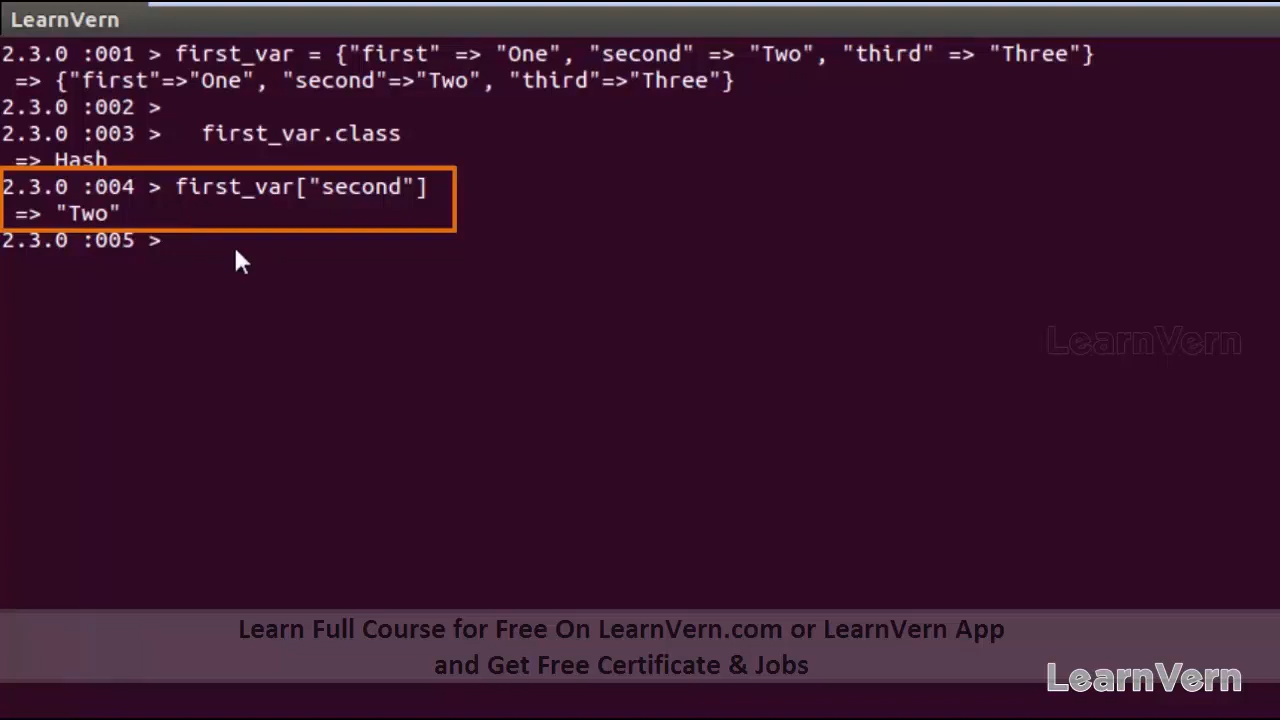 LearnVern
2.3.0 :001 > first_var = {"first" => "One", "second" => "Two", "third" => "Three"}
 => {"first"=>"One", "second"=>"Two", "third"=>"Three"}
2.3.0 :002 >
2.3.0 :003 >   first_var.class
 => Hash
2.3.0 :004 > first_var["second"]
 => "Two"
2.3.0 :005 >
LearnVern
Learn Full Course for Free On LearnVern.com or LearnVern App
and Get Free Certificate & Jobs
LearnVern